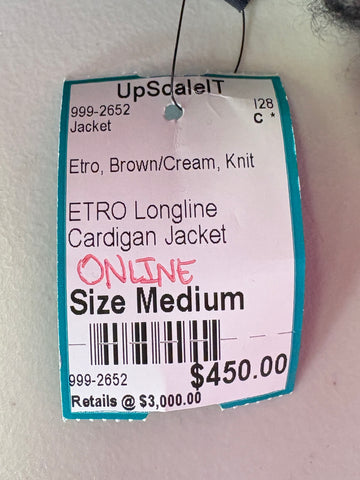 UpScaleIT
999-2652 I28
Jacket C *
Etro, Brown/Cream, Knit
ETRO Longline
Cardigan Jacket
ONLINE
Size Medium
999-2652 $450.00
Retails @ $3,000.00